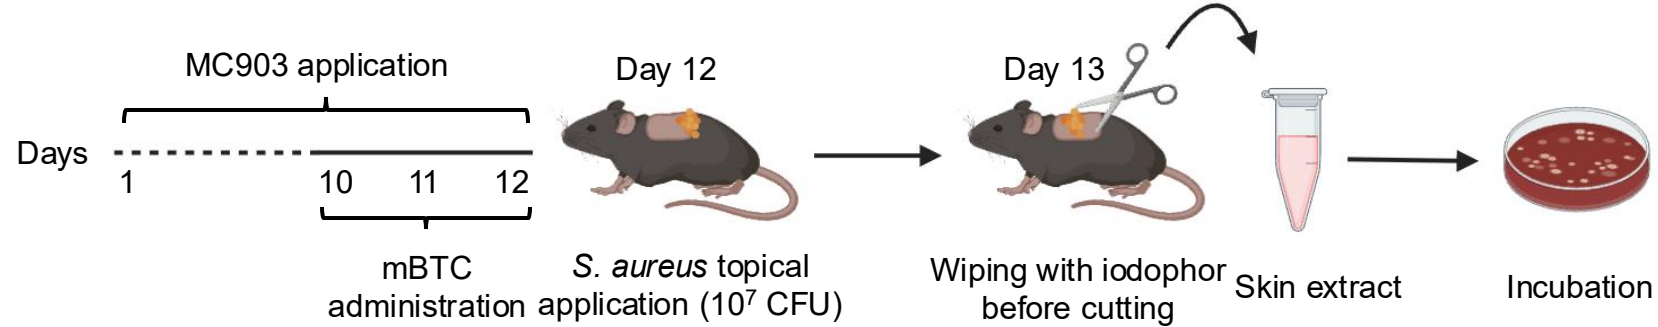 MC903 application
Days
1
10
11
12
mBTC
administration
Day 12
S. aureus topical
application (10⁷ CFU)
Day 13
Wiping with iodophor
before cutting
Skin extract
Incubation